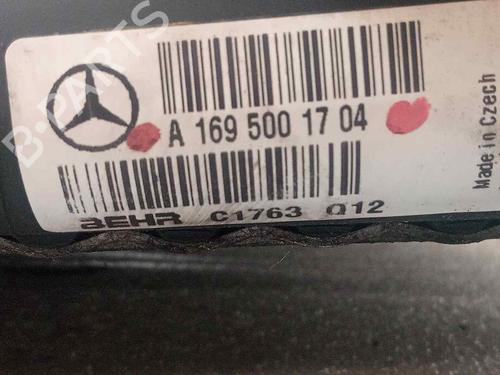 A 169 500 17 04
BEHR C1763 Q12
Made in Czech
B-PARTS